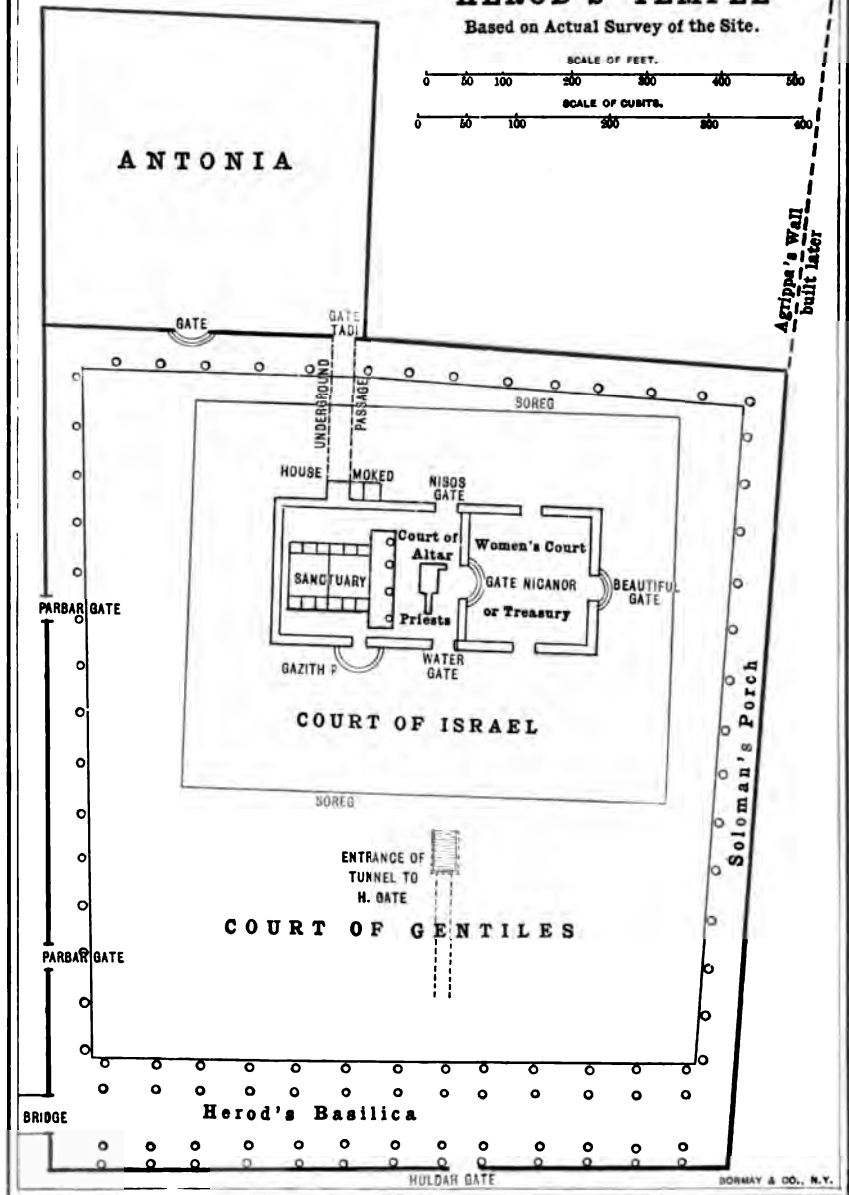 HEROD'S TEMPLE
Based on Actual Survey of the Site.
SCALE OF FEET.
0 50 100 200 300 400 500
SCALE OF CUBITS.
0 50 100 200 300 400
ANTONIA
Agrippa's Wall
built later
GATE
GATE
TADI
UNDERGROUND
PASSAGE
SOREG
HOUSE MOKED
NISOS
GATE
Court of
Altar
Women's Court
SANCTUARY
GATE NICANOR
BEAUTIFUL
GATE
or Treasury
Priests
PARBAR GATE
GAZITH P
WATER
GATE
COURT OF ISRAEL
Soloman's Porch
SOREG
ENTRANCE OF
TUNNEL TO
H. GATE
COURT OF GENTILES
PARBAR GATE
Herod's Basilica
BRIDGE
HULDAH GATE
BORMAY & CO., N.Y.